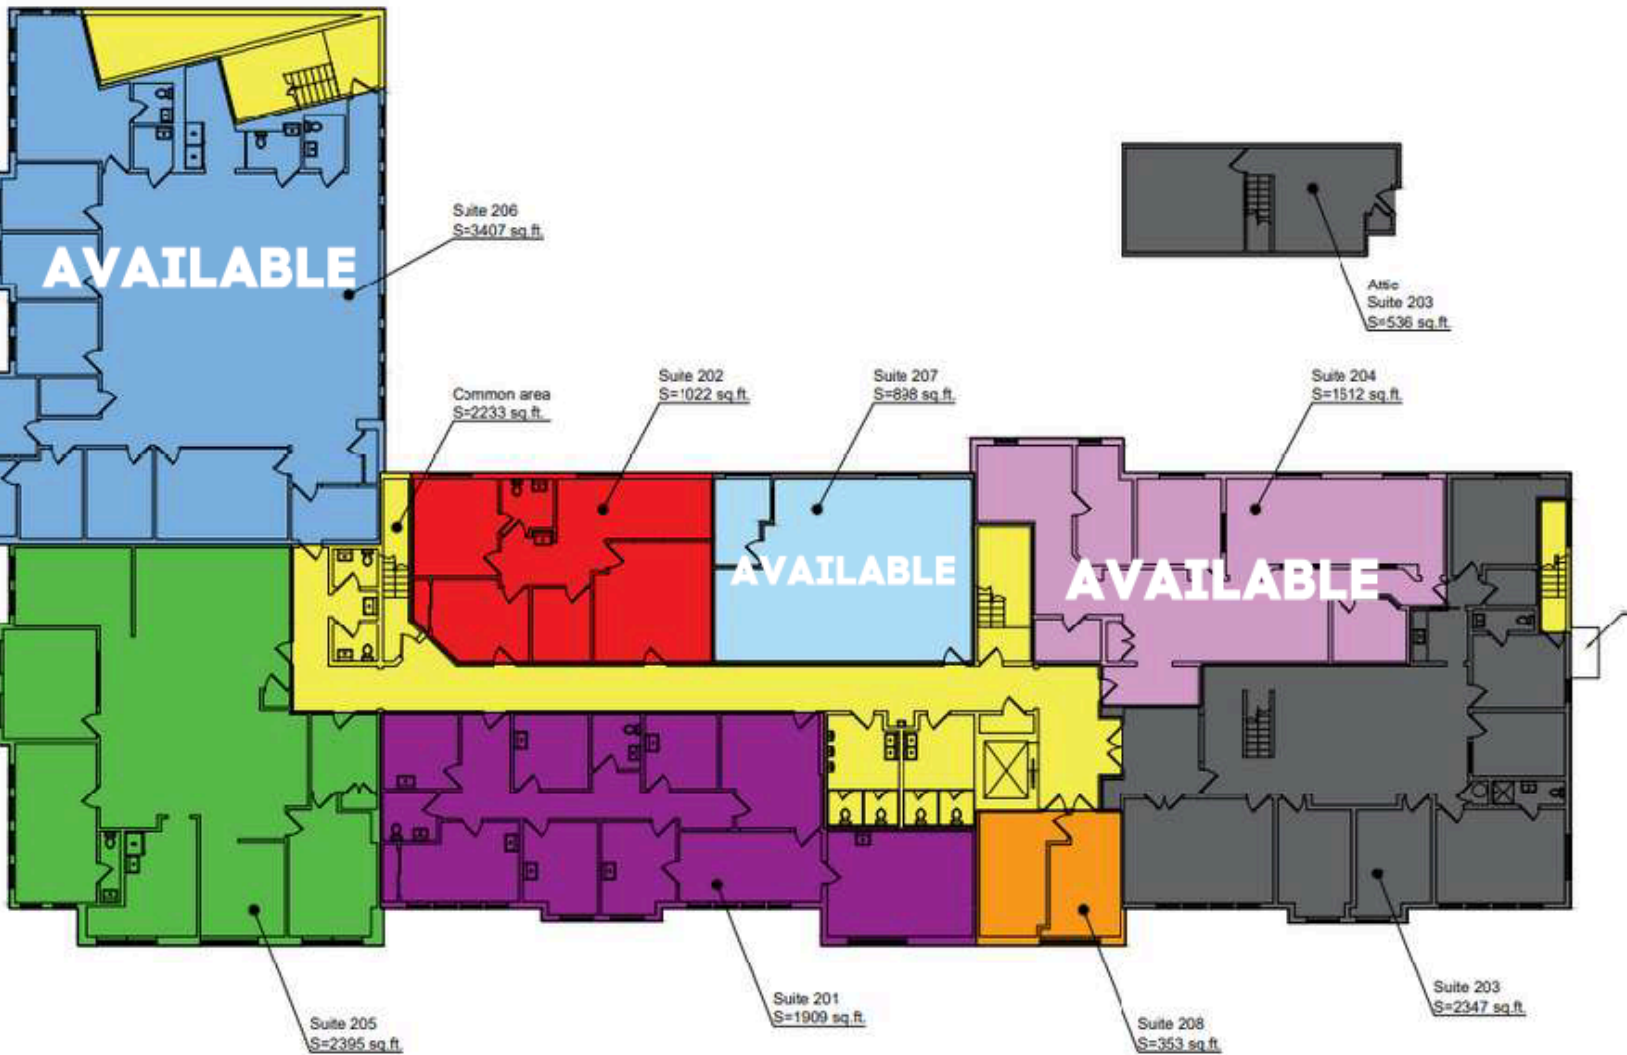 Suite 206
S=3407 sq.ft.
AVAILABLE
Attic
Suite 203
S=536 sq.ft.
Common area
S=2233 sq.ft.
Suite 202
S=1022 sq.ft.
Suite 207
S=898 sq.ft.
Suite 204
S=1512 sq.ft.
AVAILABLE
AVAILABLE
Suite 205
S=2395 sq.ft.
Suite 201
S=1909 sq.ft.
Suite 208
S=353 sq.ft.
Suite 203
S=2347 sq.ft.